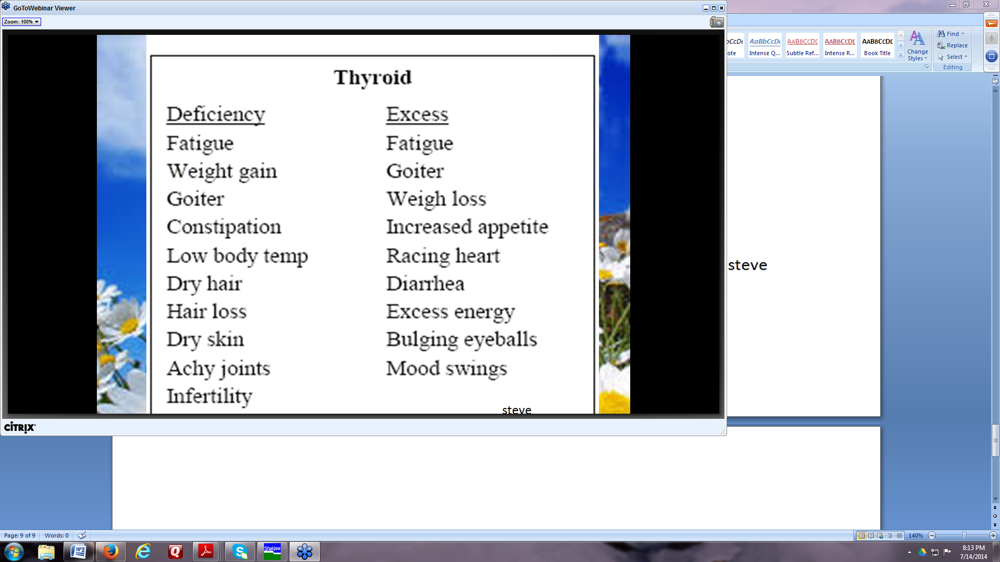 GoToWebinar Viewer
Zoom: 100%
Thyroid
Deficiency Excess
Fatigue Fatigue
Weight gain Goiter
Goiter Weigh loss
Constipation Increased appetite
Low body temp Racing heart
Dry hair Diarrhea
Hair loss Excess energy
Dry skin Bulging eyeballs
Achy joints Mood swings
Infertility
steve
CiTRIX
AaBbCcDc AABBCCDE AABBCCDE AABBCCDE
Intense Q... Subtle Ref... Intense R... Book Title
Change
Styles
Find
Replace
Select
Editing
steve
Page: 9 of 9 Words: 0
140%
Shaklee
8:13 PM
7/14/2014